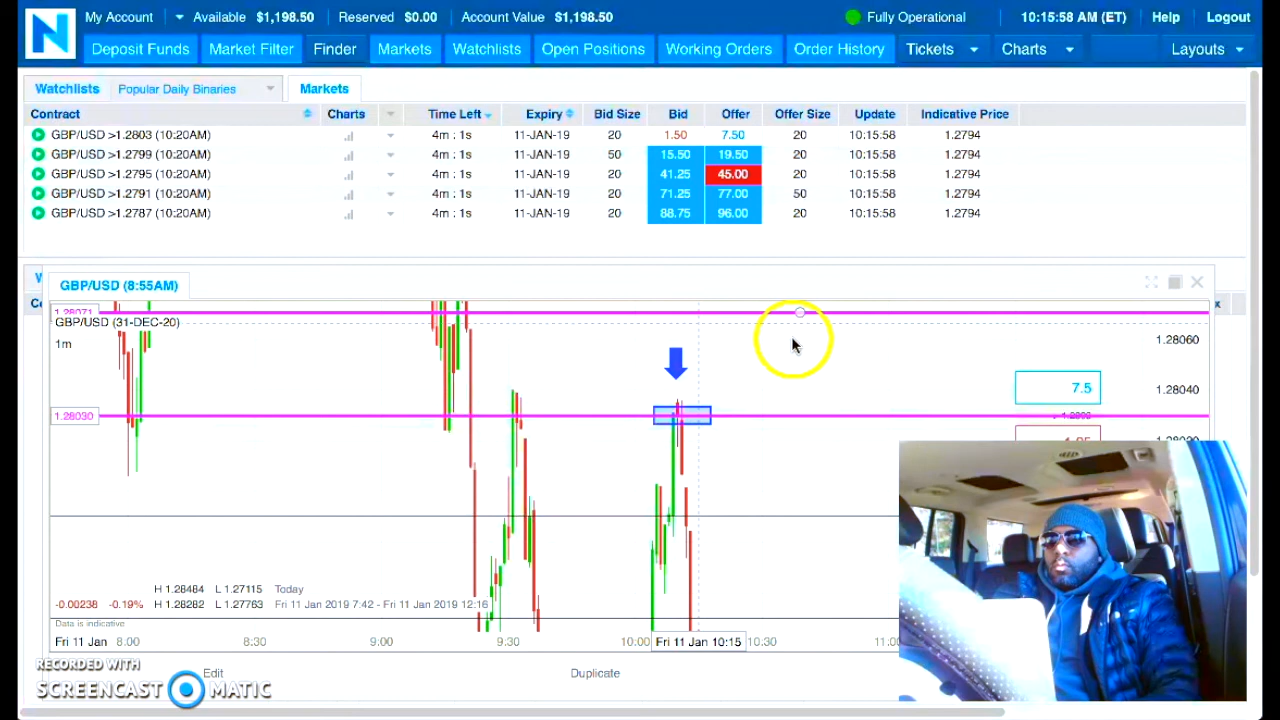 N My Account Available $1,198.50 Reserved $0.00 Account Value $1,198.50 Fully Operational 10:15:58 AM (ET) Help Logout
Deposit Funds Market Filter Finder Markets Watchlists Open Positions Working Orders Order History Tickets Charts Layouts
Watchlists Popular Daily Binaries Markets
Contract Charts Time Left Expiry Bid Size Bid Offer Offer Size Update Indicative Price
GBP/USD >1.2803 (10:20AM) 4m : 1s 11-JAN-19 20 1.50 7.50 20 10:15:58 1.2794
GBP/USD >1.2799 (10:20AM) 4m : 1s 11-JAN-19 50 15.50 19.50 20 10:15:58 1.2794
GBP/USD >1.2795 (10:20AM) 4m : 1s 11-JAN-19 20 41.25 45.00 20 10:15:58 1.2794
GBP/USD >1.2791 (10:20AM) 4m : 1s 11-JAN-19 20 71.25 77.00 50 10:15:58 1.2794
GBP/USD >1.2787 (10:20AM) 4m : 1s 11-JAN-19 20 88.75 96.00 20 10:15:58 1.2794
GBP/USD (8:55AM)
1.28071
GBP/USD (31-DEC-20)
1m
1.28060
7.5
1.28040
1.28030
H 1.28484 L 1.27115 Today
-0.00238 -0.19% H 1.28282 L 1.27763 Fri 11 Jan 2019 7:42 - Fri 11 Jan 2019 12:16
Data is indicative
Fri 11 Jan 8:00 8:30 9:00 9:30 10:00 Fri 11 Jan 10:15 10:30
RECORDED WITH
SCREENCAST MATIC
Edit Duplicate